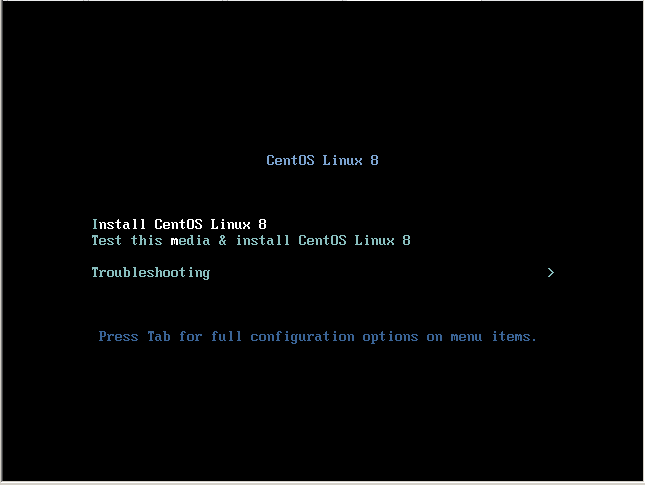 CentOS Linux 8
Install CentOS Linux 8
Test this media & install CentOS Linux 8
Troubleshooting >
Press Tab for full configuration options on menu items.